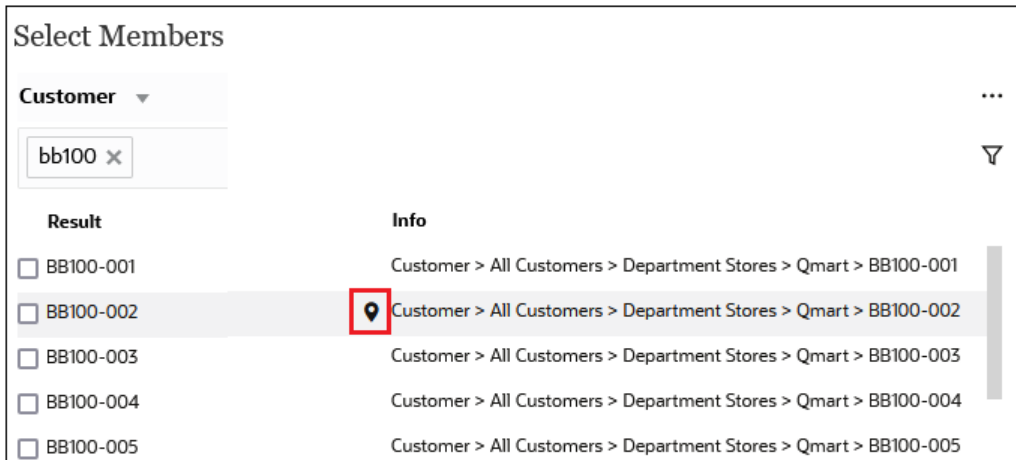 Select Members
Customer
bb100
Result Info
BB100-001 Customer > All Customers > Department Stores > Qmart > BB100-001
BB100-002 Customer > All Customers > Department Stores > Qmart > BB100-002
BB100-003 Customer > All Customers > Department Stores > Qmart > BB100-003
BB100-004 Customer > All Customers > Department Stores > Qmart > BB100-004
BB100-005 Customer > All Customers > Department Stores > Qmart > BB100-005